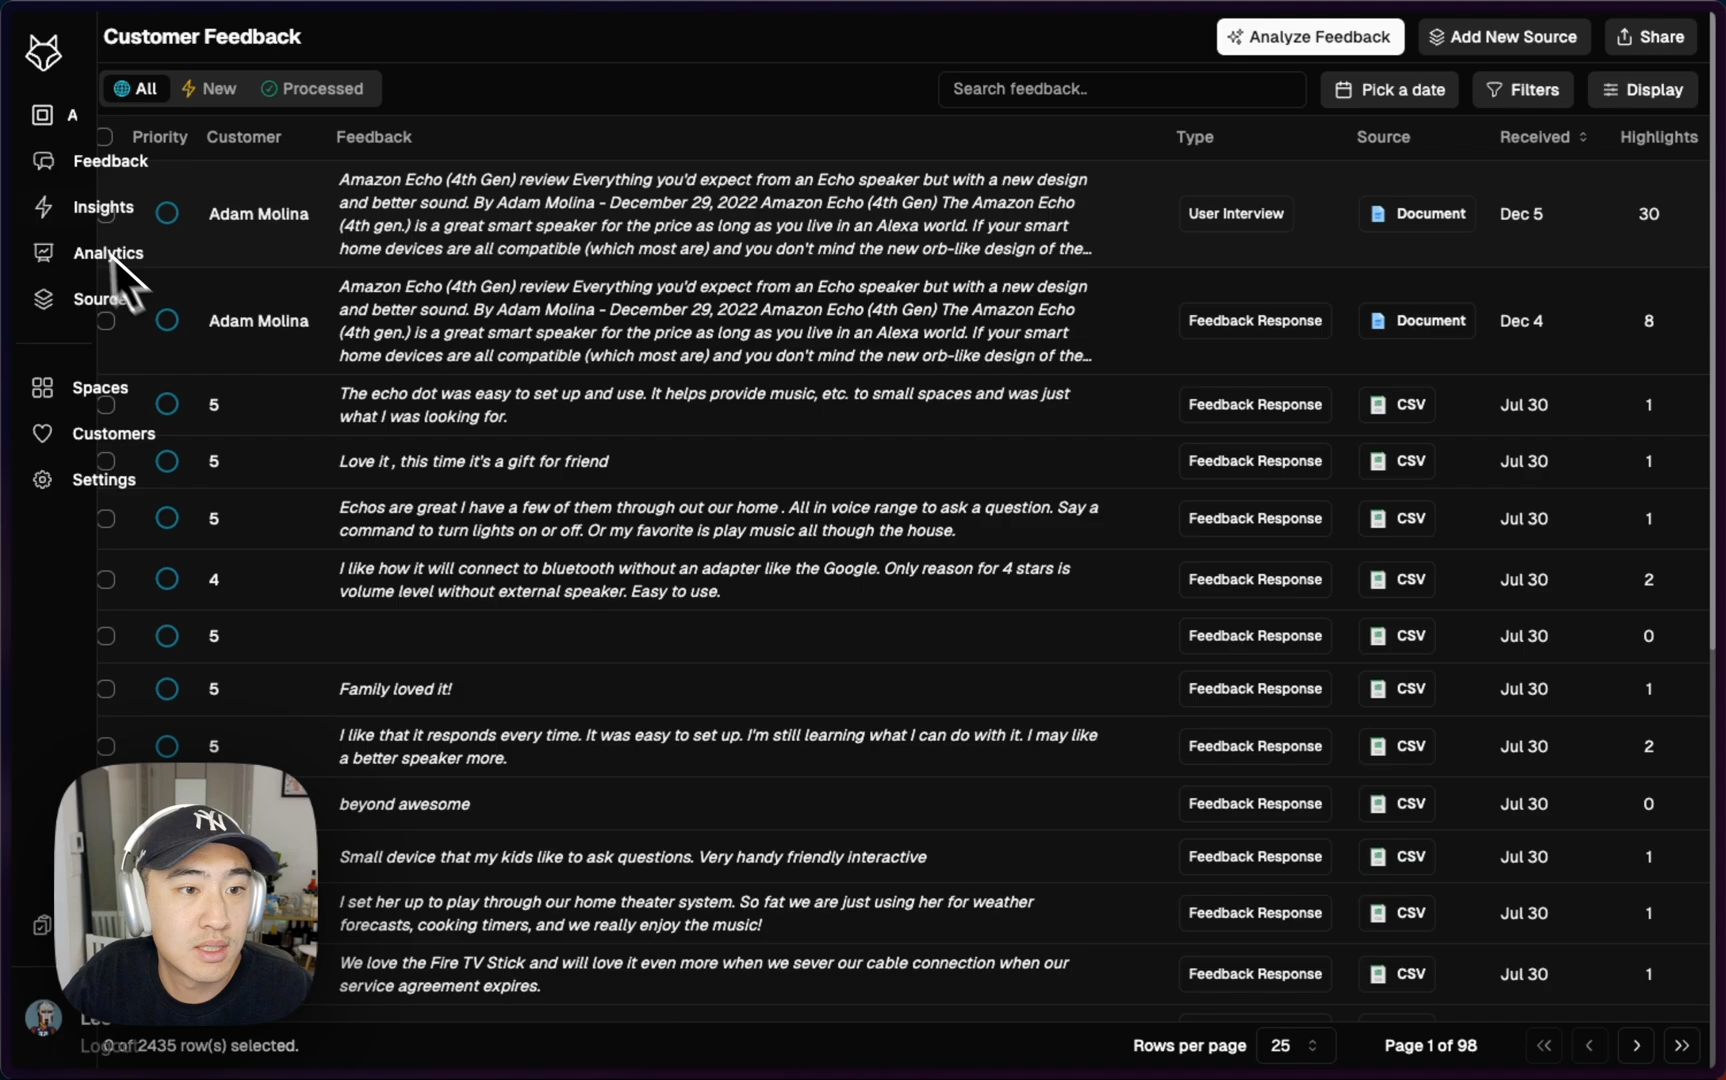 Customer Feedback
Analyze Feedback
Add New Source
Share
All
New
Processed
Search feedback..
Pick a date
Filters
Display
A
Feedback
Insights
Analytics
Spaces
Customers
Settings
Priority
Customer
Feedback
Type
Source
Received
Highlights
Adam Molina
Amazon Echo (4th Gen) review Everything you'd expect from an Echo speaker but with a new design
and better sound. By Adam Molina - December 29, 2022 Amazon Echo (4th Gen) The Amazon Echo
(4th gen.) is a great smart speaker for the price as long as you live in an Alexa world. If your smart
home devices are all compatible (which most are) and you don't mind the new orb-like design of the...
User Interview
Document
Dec 5
30
Adam Molina
Amazon Echo (4th Gen) review Everything you'd expect from an Echo speaker but with a new design
and better sound. By Adam Molina - December 29, 2022 Amazon Echo (4th Gen) The Amazon Echo
(4th gen.) is a great smart speaker for the price as long as you live in an Alexa world. If your smart
home devices are all compatible (which most are) and you don't mind the new orb-like design of the...
Feedback Response
Document
Dec 4
8
5
The echo dot was easy to set up and use. It helps provide music, etc. to small spaces and was just
what I was looking for.
Feedback Response
CSV
Jul 30
1
5
Love it , this time it's a gift for friend
Feedback Response
CSV
Jul 30
1
5
Echos are great I have a few of them through out our home . All in voice range to ask a question. Say a
command to turn lights on or off. Or my favorite is play music all though the house.
Feedback Response
CSV
Jul 30
1
4
I like how it will connect to bluetooth without an adapter like the Google. Only reason for 4 stars is
volume level without external speaker. Easy to use.
Feedback Response
CSV
Jul 30
2
5
Feedback Response
CSV
Jul 30
0
5
Family loved it!
Feedback Response
CSV
Jul 30
1
5
I like that it responds every time. It was easy to set up. I'm still learning what I can do with it. I may like
a better speaker more.
Feedback Response
CSV
Jul 30
2
beyond awesome
Feedback Response
CSV
Jul 30
0
Small device that my kids like to ask questions. Very handy friendly interactive
Feedback Response
CSV
Jul 30
1
I set her up to play through our home theater system. So fat we are just using her for weather
forecasts, cooking timers, and we really enjoy the music!
Feedback Response
CSV
Jul 30
1
We love the Fire TV Stick and will love it even more when we sever our cable connection when our
service agreement expires.
Feedback Response
CSV
Jul 30
1
NY
Logout
0 of 2435 row(s) selected.
Rows per page
25
Page 1 of 98